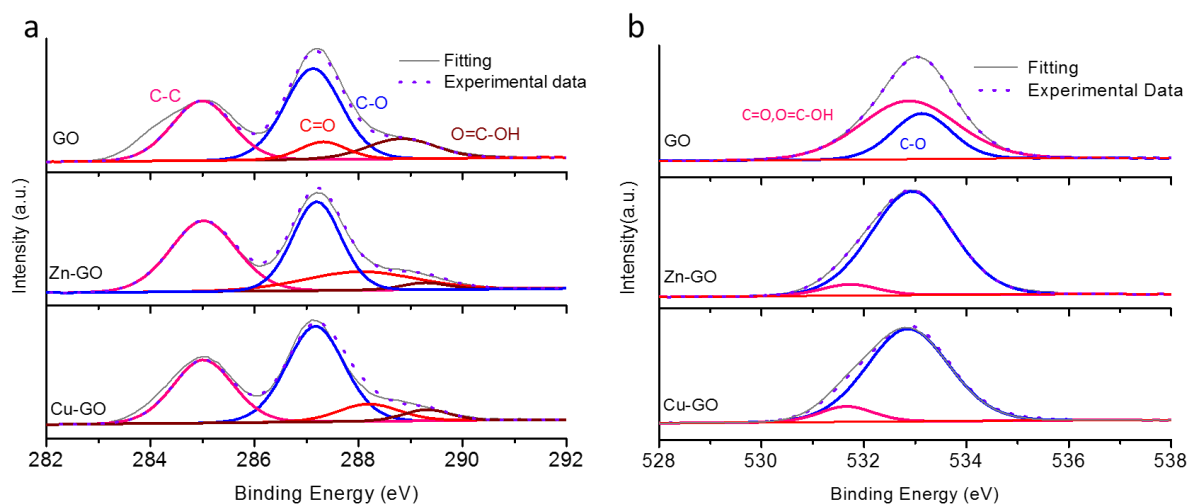 a
Fitting
Experimental data
C-C
C-O
C=O
O=C-OH
GO
Zn-GO
Cu-GO
Intensity (a.u.)
282 284 286 288 290 292
Binding Energy (eV)
b
Fitting
Experimental Data
C=O,O=C-OH
C-O
GO
Zn-GO
Cu-GO
Intensity(a.u.)
528 530 532 534 536 538
Binding Energy (eV)